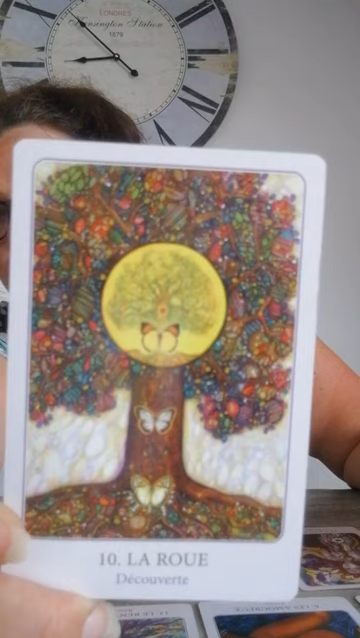 LONDRES
Kensington Station
1879
10. LA ROUE
Découverte